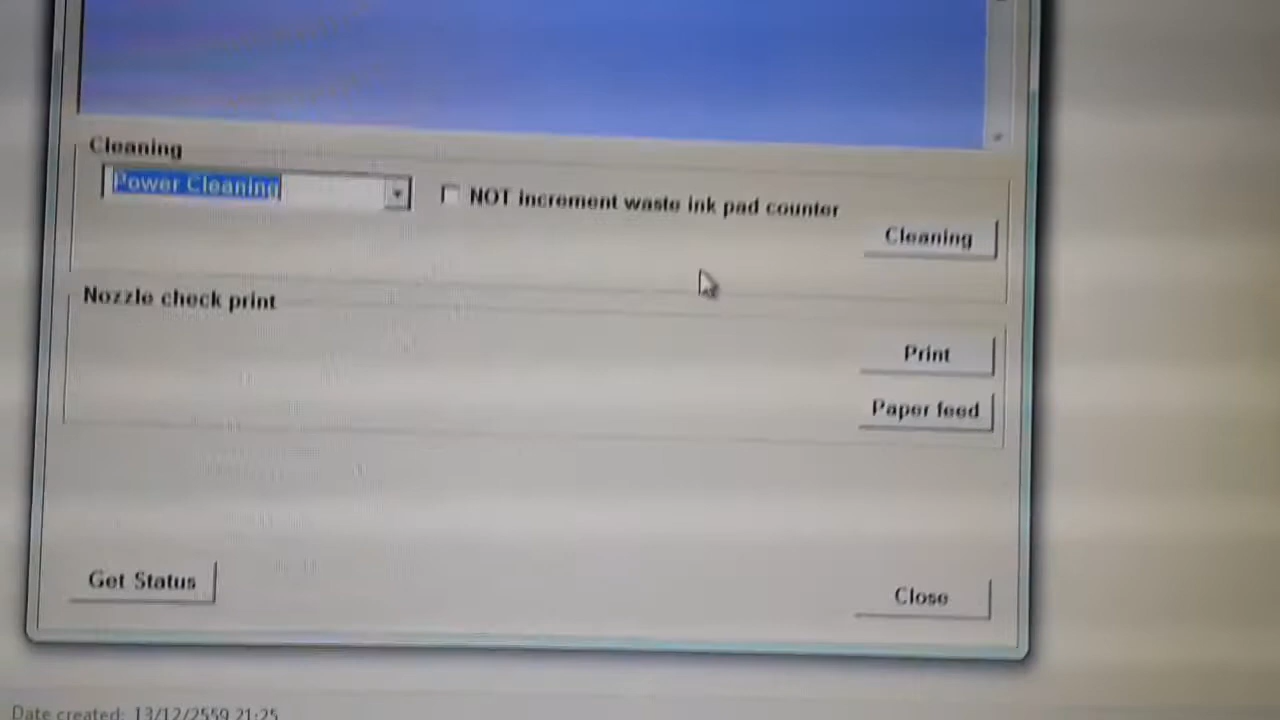 Cleaning
Power Cleaning
NOT increment waste ink pad counter
Cleaning
Nozzle check print
Print
Paper feed
Get Status
Close
Date created: 13/12/2559 21:25